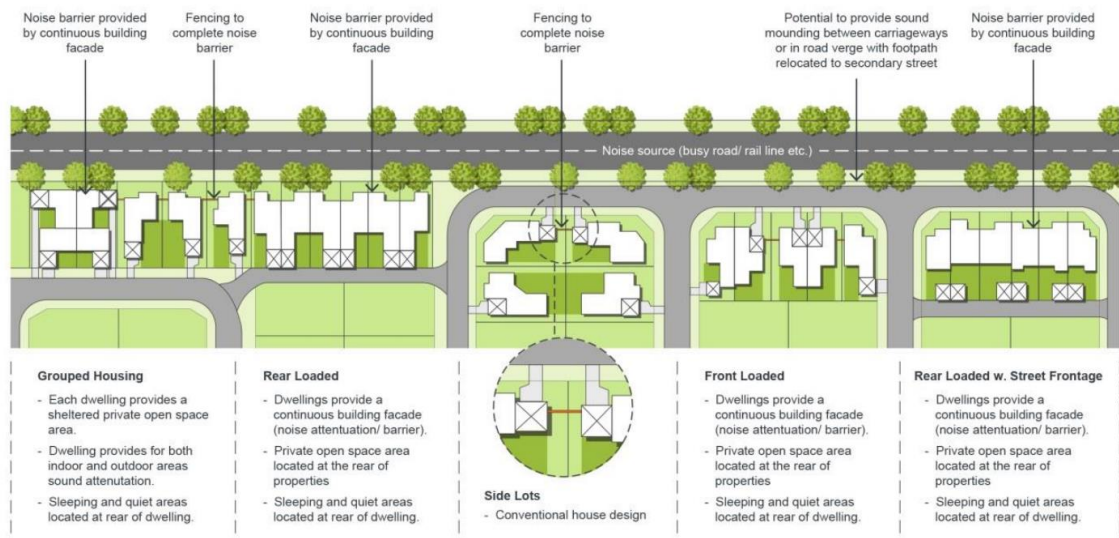 Noise barrier provided
by continuous building
facade
Fencing to
complete noise
barrier
Noise barrier provided
by continuous building
facade
Fencing to
complete noise
barrier
Potential to provide sound
mounding between carriageways
or in road verge with footpath
relocated to secondary street
Noise barrier provided
by continuous building
facade
Noise source (busy road/ rail line etc.)
Grouped Housing
- Each dwelling provides a
sheltered private open space
area.
- Dwelling provides for both
indoor and outdoor areas
sound attenutation.
- Sleeping and quiet areas
located at rear of dwelling.
Rear Loaded
- Dwellings provide a
continuous building facade
(noise attentuation/ barrier).
- Private open space area
located at the rear of
properties
- Sleeping and quiet areas
located at rear of dwelling.
Side Lots
- Conventional house design
Front Loaded
- Dwellings provide a
continuous building facade
(noise attentuation/ barrier).
- Private open space area
located at the rear of
properties
- Sleeping and quiet areas
located at rear of dwelling.
Rear Loaded w. Street Frontage
- Dwellings provide a
continuous building facade
(noise attentuation/ barrier).
- Private open space area
located at the rear of
properties
- Sleeping and quiet areas
located at rear of dwelling.